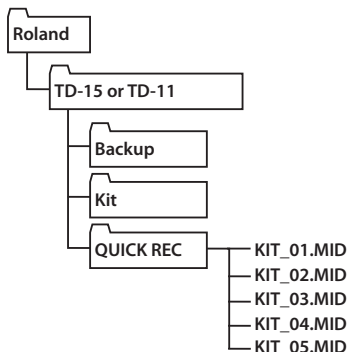 Roland
TD-15 or TD-11
Backup
Kit
QUICK REC
KIT_01.MID
KIT_02.MID
KIT_03.MID
KIT_04.MID
KIT_05.MID